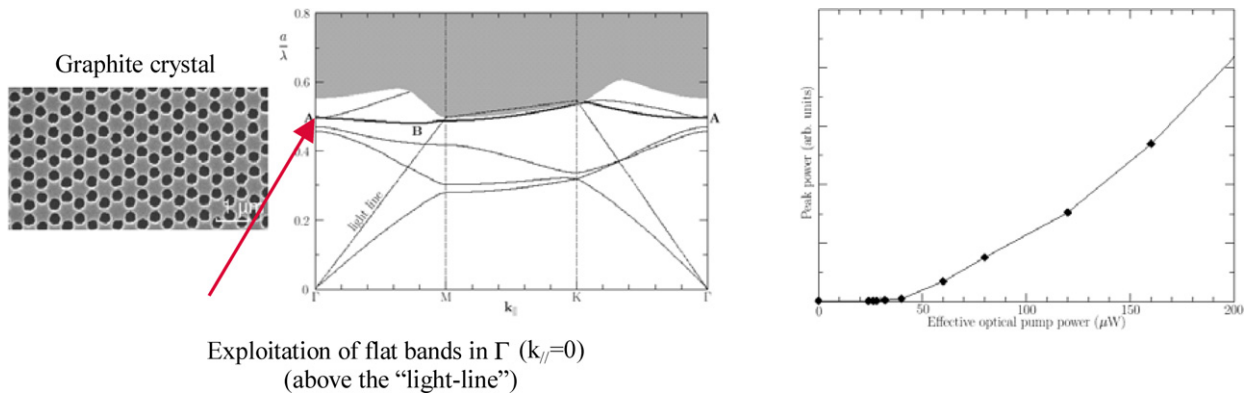 Graphite crystal
1 μm
0.8
a
λ
0.6
A
B
A
0.4
light line
0.2
0
Γ
M
K
Γ
k∥
Exploitation of flat bands in Γ (k//=0)
(above the “light-line”)
Peak power (arb. units)
0
50
100
150
200
Effective optical pump power (μW)